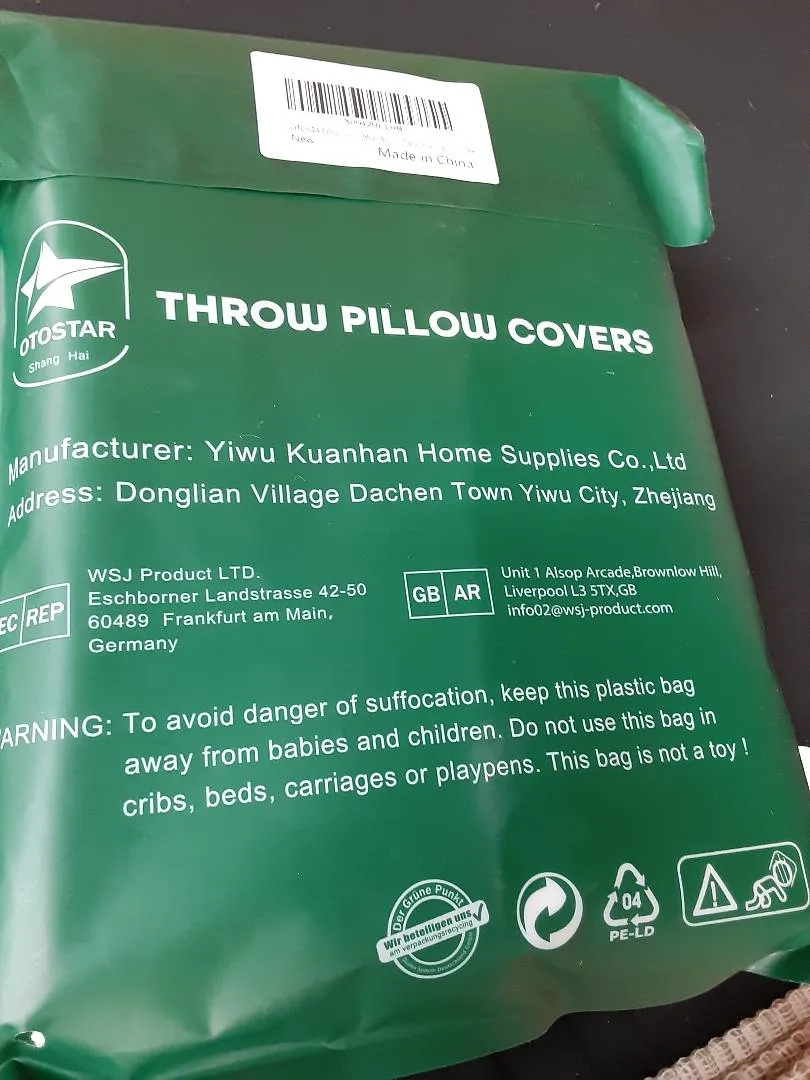 New
Made in China
OTOSTAR
Shang Hai
THROW PILLOW COVERS
Manufacturer: Yiwu Kuanhan Home Supplies Co.,Ltd
Address: Donglian Village Dachen Town Yiwu City, Zhejiang
EC REP
WSJ Product LTD.
Eschborner Landstrasse 42-50
60489 Frankfurt am Main,
Germany
GB AR
Unit 1 Alsop Arcade,Brownlow Hill,
Liverpool L3 5TX,GB
info02@wsj-product.com
ARNING: To avoid danger of suffocation, keep this plastic bag
away from babies and children. Do not use this bag in
cribs, beds, carriages or playpens. This bag is not a toy !
Der Grüne Punkt
Wir beteiligen uns
am verpackungsrecycling
04
PE-LD